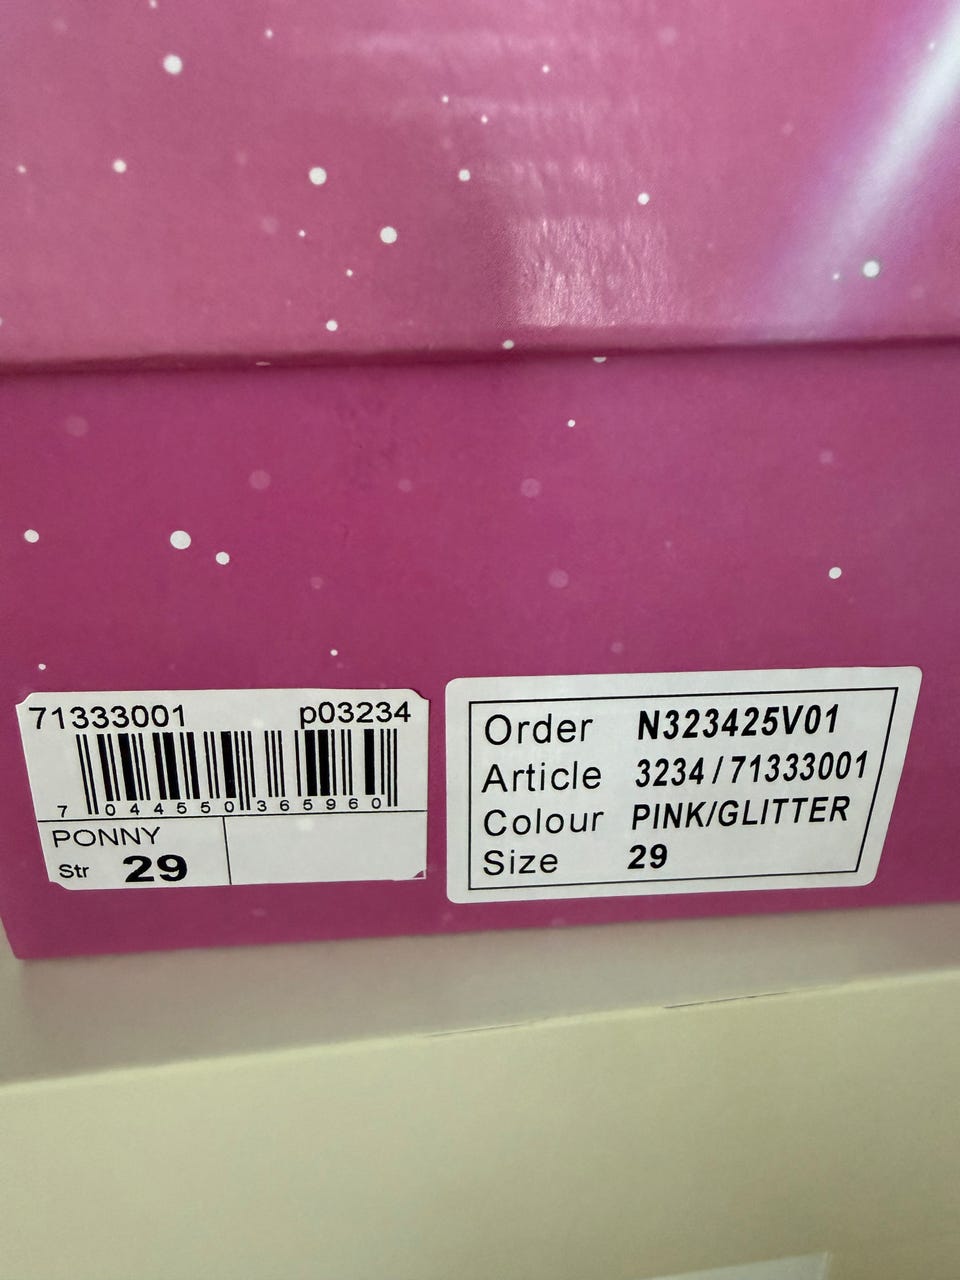 71333001 p03234
7 044550 365960
PONNY
Str 29
Order N323425V01
Article 3234/71333001
Colour PINK/GLITTER
Size 29